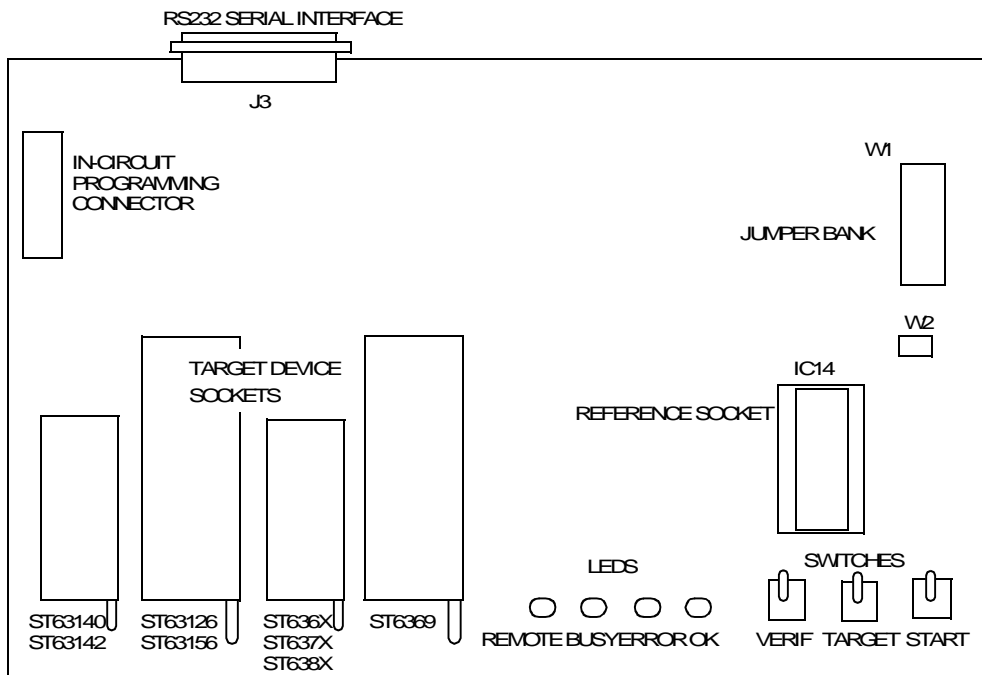 RS232 SERIAL INTERFACE
J3
IN-CIRCUIT
PROGRAMMING
CONNECTOR
W1
JUMPER BANK
W2
TARGET DEVICE
SOCKETS
IC14
REFERENCE SOCKET
SWITCHES
LEDS
ST63140
ST63142
ST63126
ST63156
ST636X
ST637X
ST638X
ST6369
REMOTE BUSY ERROR OK
VERIF TARGET START